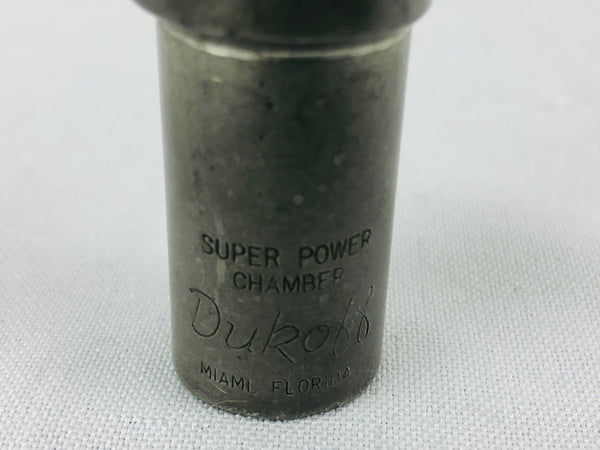 SUPER POWER
CHAMBER
Dukoff
MIAMI, FLORIDA